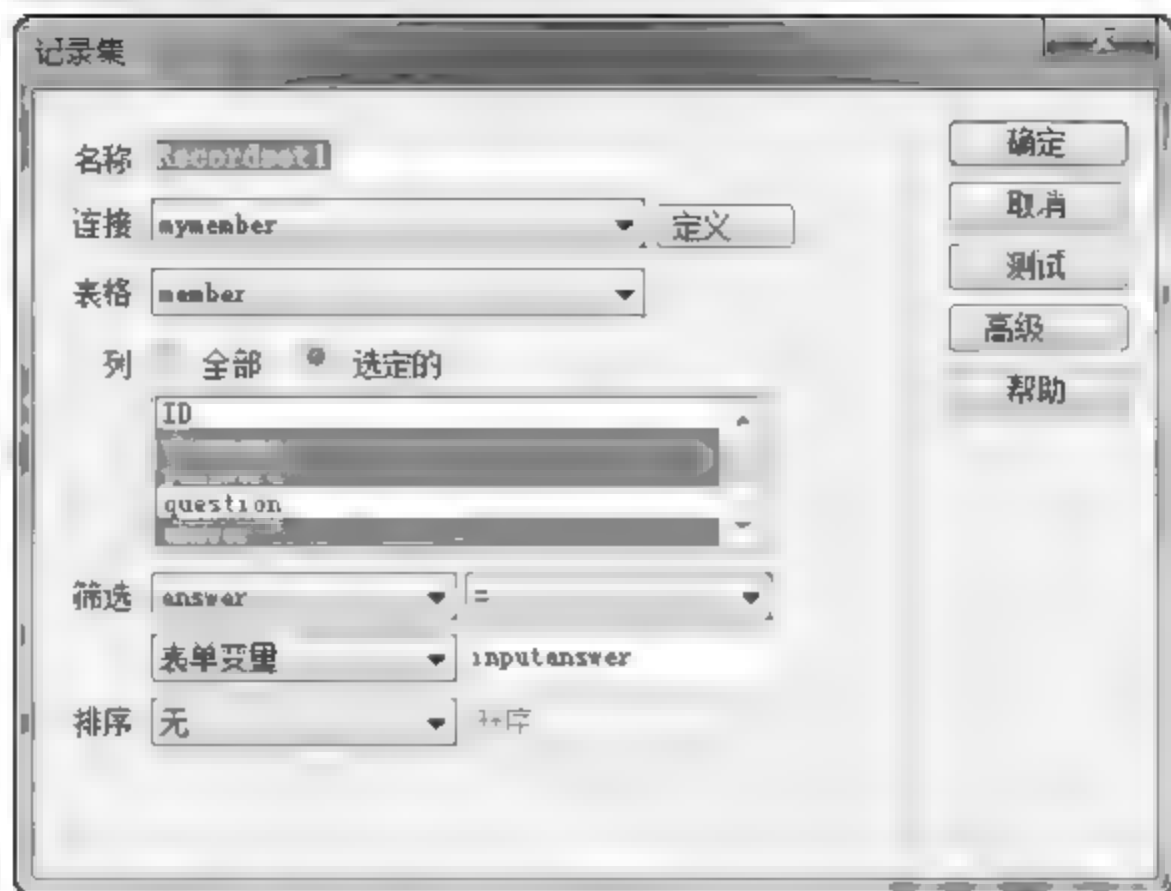 记录集
名称 Recordset1
确定
取消
连接 mymember 定义
测试
表格 member
高级
列 全部 选定的
帮助
ID
question
筛选 answer =
表单变量 inputanswer
排序 无